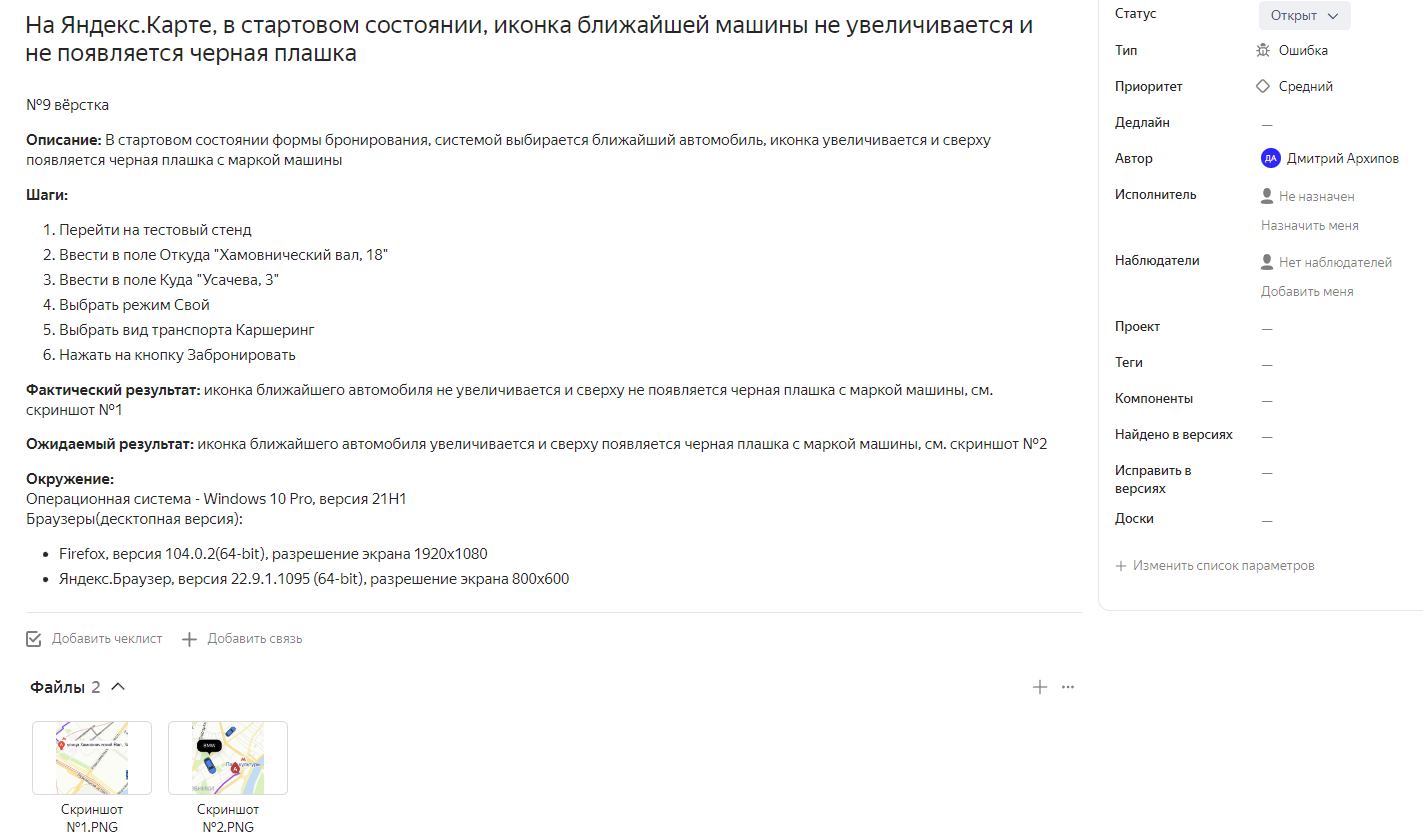 На Яндекс.Карте, в стартовом состоянии, иконка ближайшей машины не увеличивается и
не появляется черная плашка
№9 вёрстка
Описание: В стартовом состоянии формы бронирования, системой выбирается ближайший автомобиль, иконка увеличивается и сверху
появляется черная плашка с маркой машины
Шаги:
1. Перейти на тестовый стенд
2. Ввести в поле Откуда "Хамовнический вал, 18"
3. Ввести в поле Куда "Усачева, 3"
4. Выбрать режим Свой
5. Выбрать вид транспорта Каршеринг
6. Нажать на кнопку Забронировать
Фактический результат: иконка ближайшего автомобиля не увеличивается и сверху не появляется черная плашка с маркой машины, см.
скриншот №1
Ожидаемый результат: иконка ближайшего автомобиля увеличивается и сверху появляется черная плашка с маркой машины, см. скриншот №2
Окружение:
Операционная система - Windows 10 Pro, версия 21H1
Браузеры(десктопная версия):
• Firefox, версия 104.0.2(64-bit), разрешение экрана 1920x1080
• Яндекс.Браузер, версия 22.9.1.1095 (64-bit), разрешение экрана 800x600
Добавить чеклист
Добавить связь
Файлы 2
BMW
Скриншот
№1.PNG
Скриншот
№2.PNG
Статус
Открыт
Тип
Ошибка
Приоритет
Средний
Дедлайн
—
Автор
ДА Дмитрий Архипов
Исполнитель
Не назначен
Назначить меня
Наблюдатели
Нет наблюдателей
Добавить меня
Проект
—
Теги
—
Компоненты
—
Найдено в версиях
—
Исправить в
версиях
—
Доски
—
Изменить список параметров